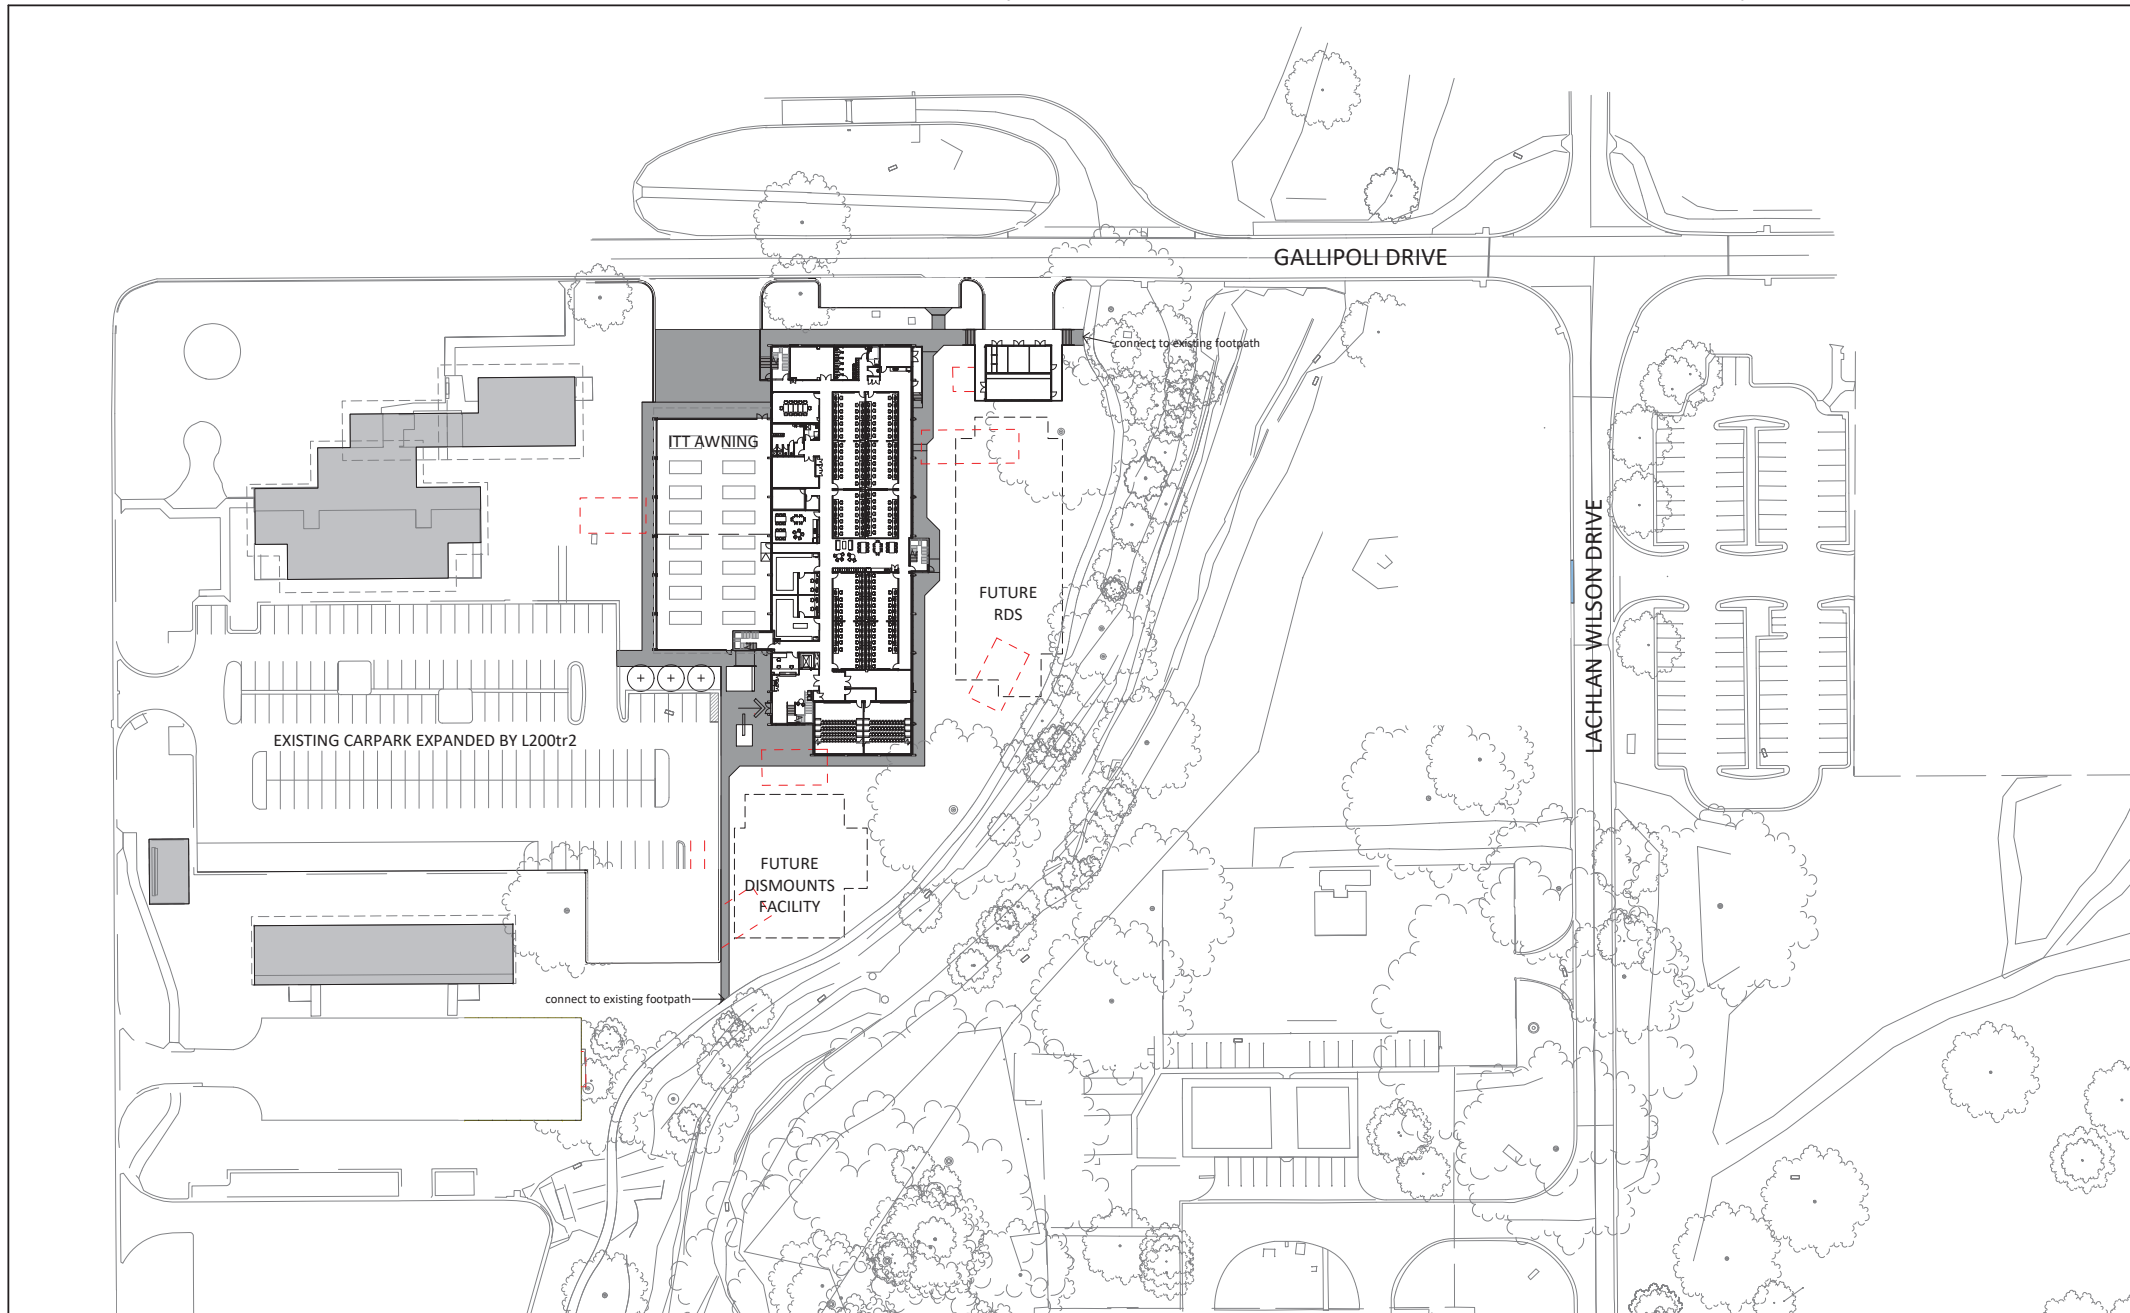 GALLIPOLI DRIVE
connect to existing footpath
ITT AWNING
FUTURE
RDS
LACHLAN WILSON DRIVE
EXISTING CARPARK EXPANDED BY L200tr2
FUTURE
DISMOUNTS
FACILITY
connect to existing footpath